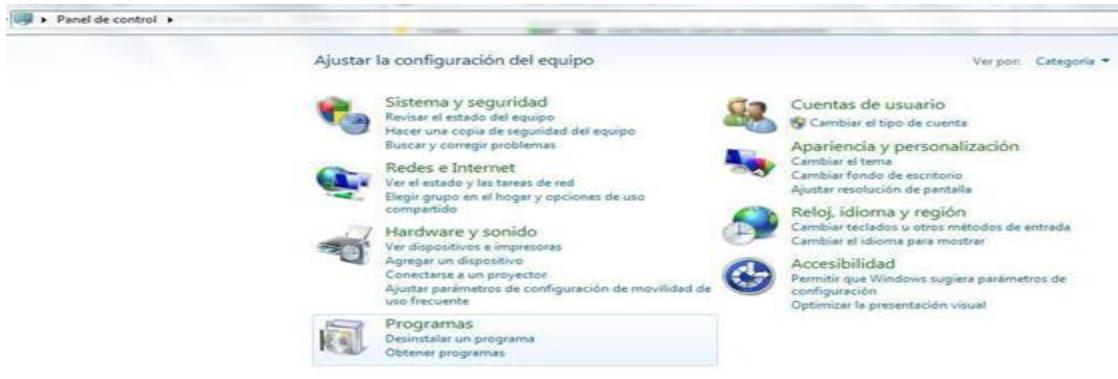 Panel de control
Ajustar la configuración del equipo
Ver por: Categoría
Sistema y seguridad
Revisar el estado del equipo
Hacer una copia de seguridad del equipo
Buscar y corregir problemas
Redes e Internet
Ver el estado y las tareas de red
Elegir grupo en el hogar y opciones de uso
compartido
Hardware y sonido
Ver dispositivos e impresoras
Agregar un dispositivo
Conectarse a un proyector
Ajustar parámetros de configuración de movilidad de
uso frecuente
Programas
Desinstalar un programa
Obtener programas
Cuentas de usuario
Cambiar el tipo de cuenta
Apariencia y personalización
Cambiar el tema
Cambiar fondo de escritorio
Ajustar resolución de pantalla
Reloj, idioma y región
Cambiar teclados u otros métodos de entrada
Cambiar el idioma para mostrar
Accesibilidad
Permitir que Windows sugiera parámetros de
configuración
Optimizar la presentación visual